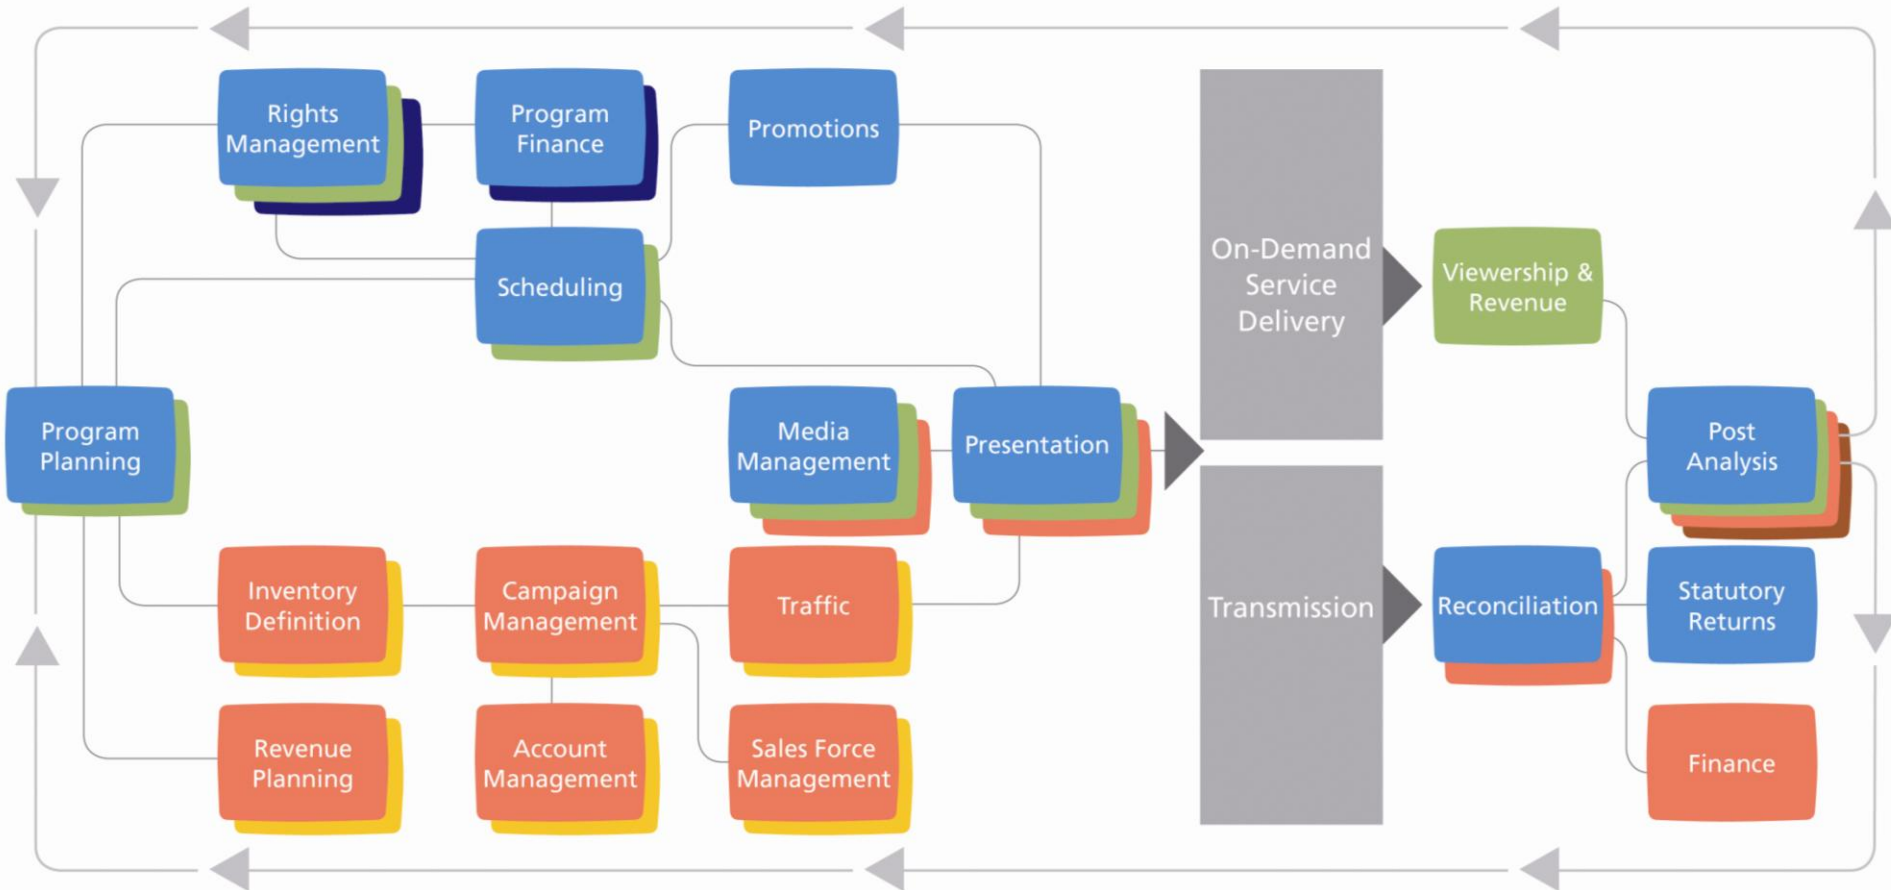 Rights
Management
Program
Finance
Promotions
Scheduling
On-Demand
Service
Delivery
Viewership &
Revenue
Program
Planning
Media
Management
Presentation
Post
Analysis
Inventory
Definition
Campaign
Management
Traffic
Transmission
Reconciliation
Statutory
Returns
Revenue
Planning
Account
Management
Sales Force
Management
Finance